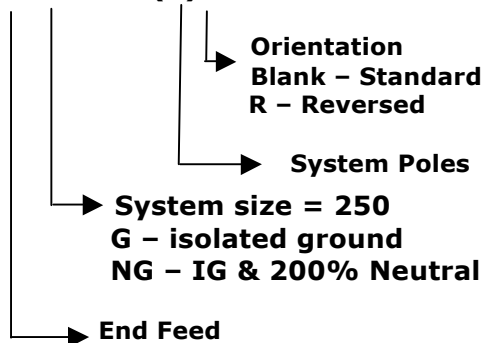 Orientation
Blank – Standard
R – Reversed
System Poles
System size = 250
G – isolated ground
NG – IG & 200% Neutral
End Feed